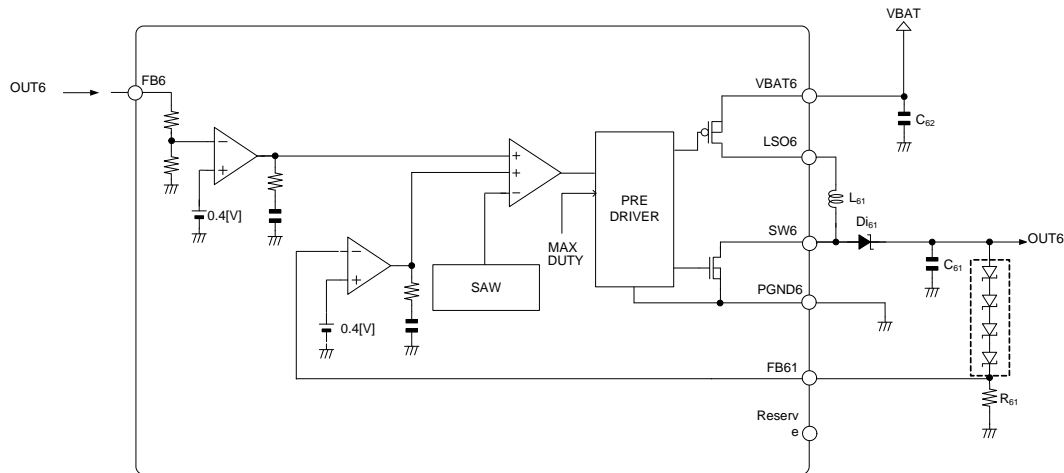 VBAT
OUT6
FB6
VBAT6
C62
LSO6
0.4[V]
PRE
DRIVER
L61
MAX
DUTY
SW6
Di61
OUT6
SAW
C61
PGND6
0.4[V]
FB61
R61
Reserv
e